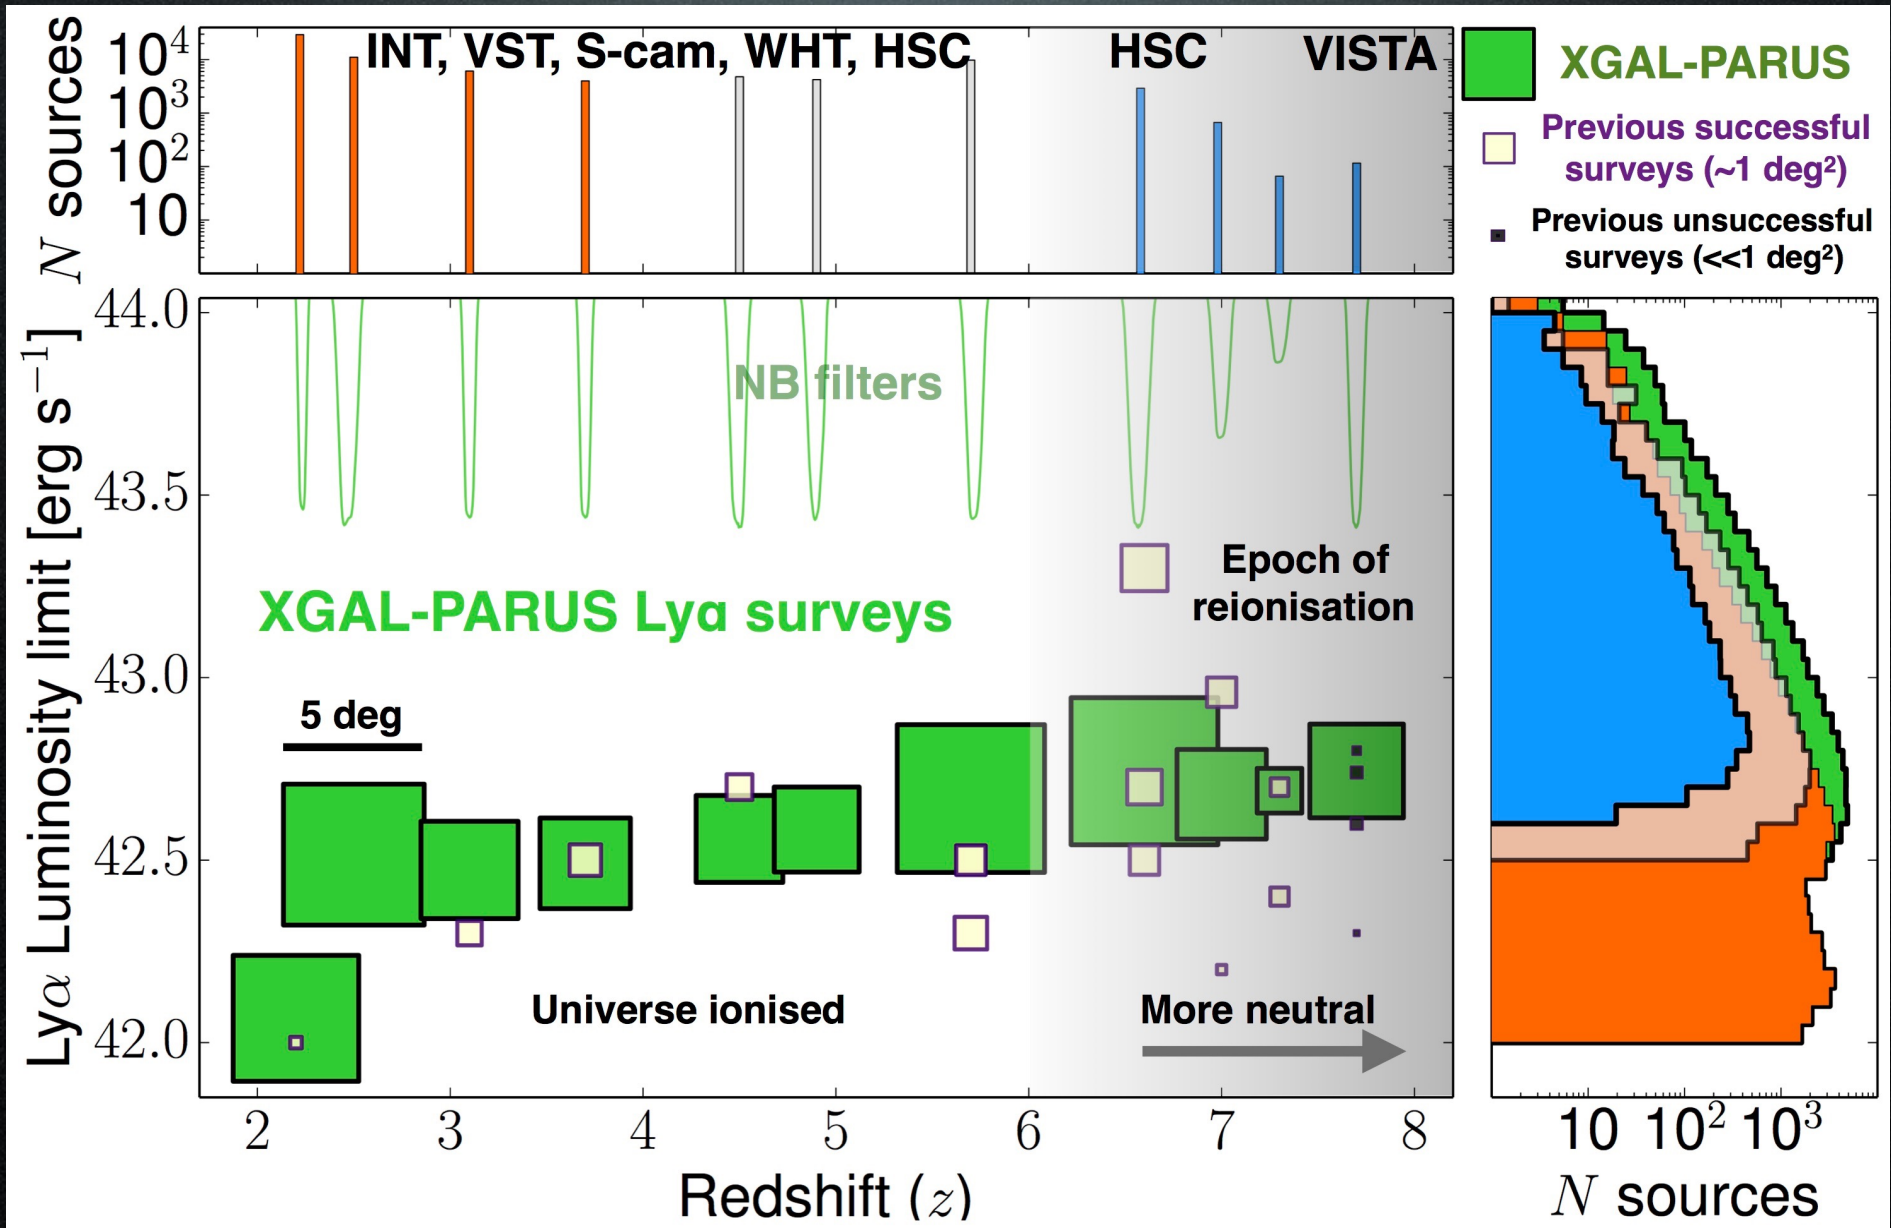 N sources
10⁴
10³
10²
10
INT, VST, S-cam, WHT, HSC
HSC
VISTA
XGAL-PARUS
Previous successful
surveys (~1 deg²)
Previous unsuccessful
surveys (<<1 deg²)
Lyα Luminosity limit [erg s⁻¹]
44.0
43.5
43.0
42.5
42.0
NB filters
Epoch of
reionisation
XGAL-PARUS Lyα surveys
5 deg
Universe ionised
More neutral
2 3 4 5 6 7 8
Redshift (z)
10 10² 10³
N sources